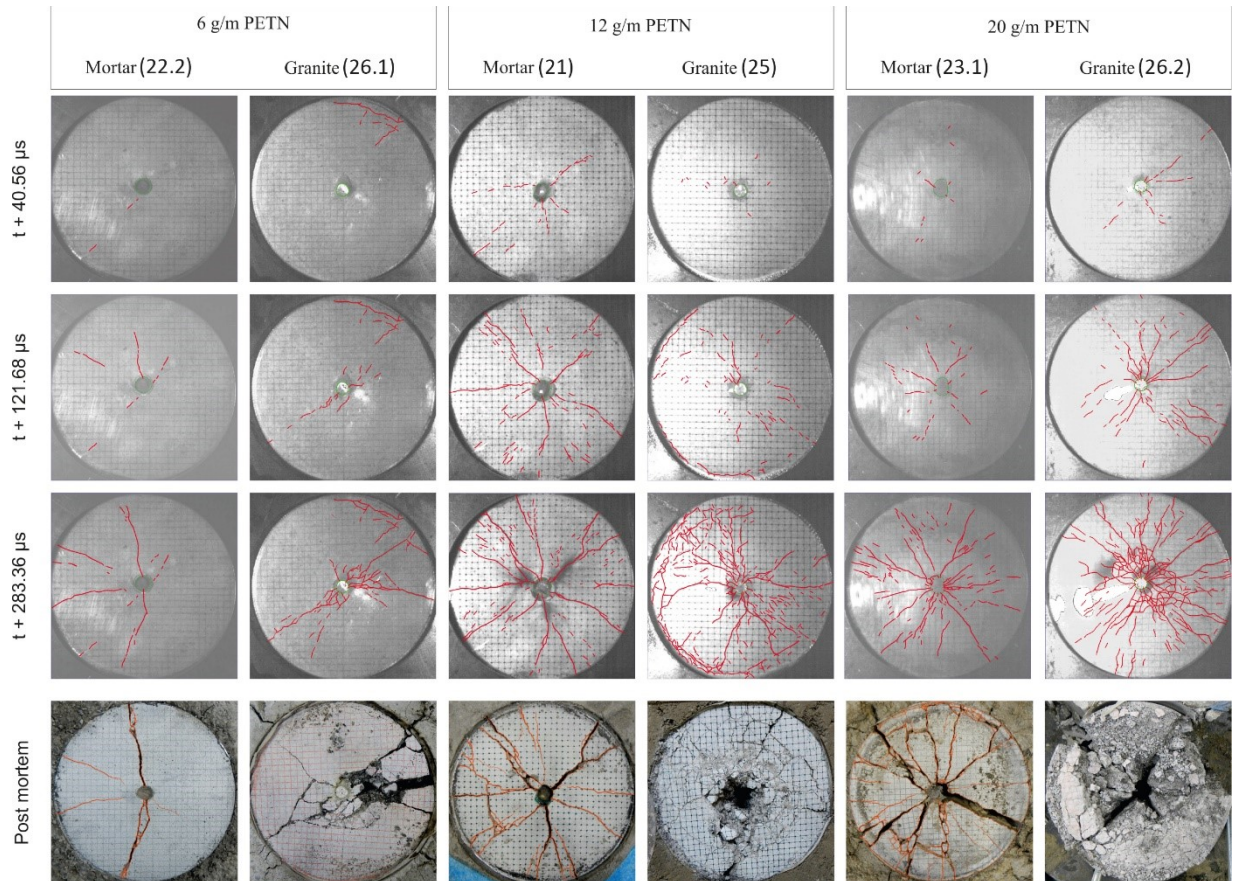 6 g/m PETN
12 g/m PETN
20 g/m PETN
Mortar (22.2)
Granite (26.1)
Mortar (21)
Granite (25)
Mortar (23.1)
Granite (26.2)
t + 40.56 µs
t + 121.68 µs
t + 283.36 µs
Post mortem